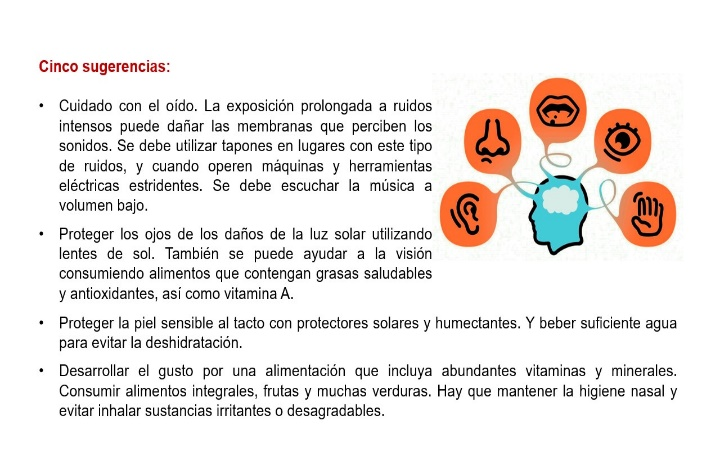 Cinco sugerencias:
• Cuidado con el oído. La exposición prolongada a ruidos
intensos puede dañar las membranas que perciben los
sonidos. Se debe utilizar tapones en lugares con este tipo
de ruidos, y cuando operen máquinas y herramientas
eléctricas estridentes. Se debe escuchar la música a
volumen bajo.
• Proteger los ojos de los daños de la luz solar utilizando
lentes de sol. También se puede ayudar a la visión
consumiendo alimentos que contengan grasas saludables
y antioxidantes, así como vitamina A.
• Proteger la piel sensible al tacto con protectores solares y humectantes. Y beber suficiente agua
para evitar la deshidratación.
• Desarrollar el gusto por una alimentación que incluya abundantes vitaminas y minerales.
Consumir alimentos integrales, frutas y muchas verduras. Hay que mantener la higiene nasal y
evitar inhalar sustancias irritantes o desagradables.